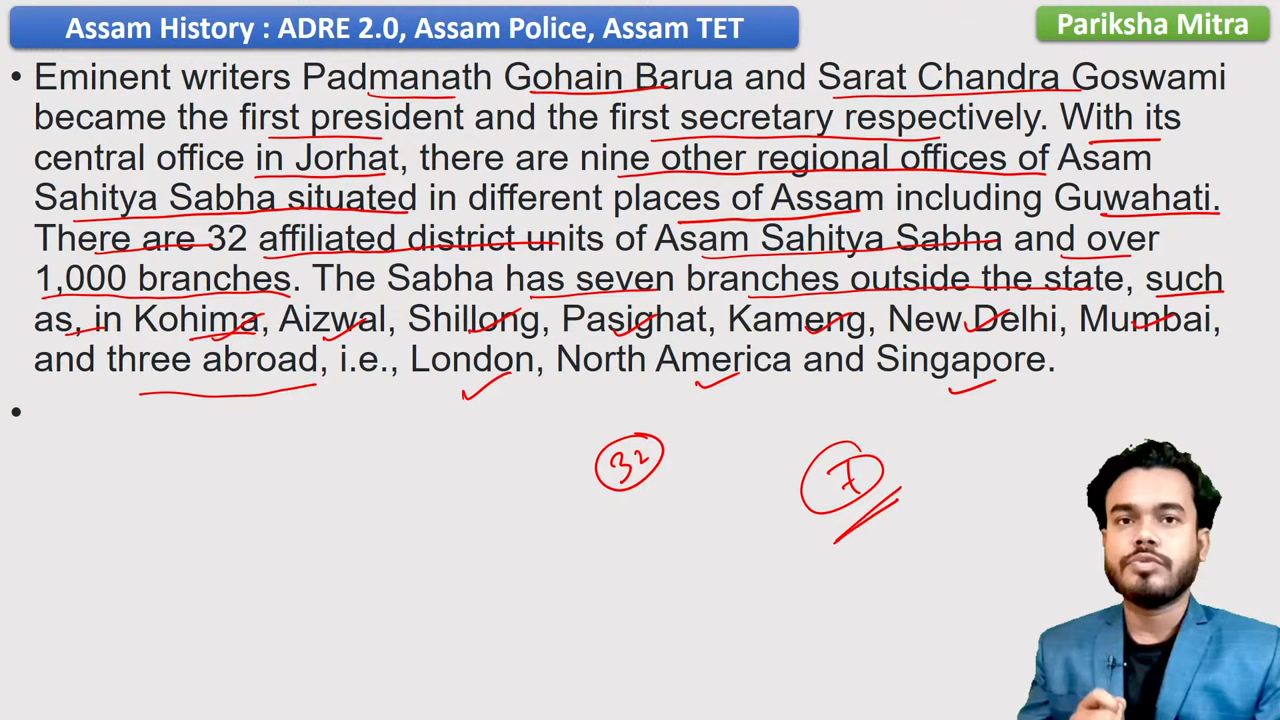 Assam History : ADRE 2.0, Assam Police, Assam TET
Pariksha Mitra
• Eminent writers Padmanath Gohain Barua and Sarat Chandra Goswami
became the first president and the first secretary respectively. With its
central office in Jorhat, there are nine other regional offices of Asam
Sahitya Sabha situated in different places of Assam including Guwahati.
There are 32 affiliated district units of Asam Sahitya Sabha and over
1,000 branches. The Sabha has seven branches outside the state, such
as, in Kohima, Aizwal, Shillong, Pasighat, Kameng, New Delhi, Mumbai,
and three abroad, i.e., London, North America and Singapore.
•
32
7